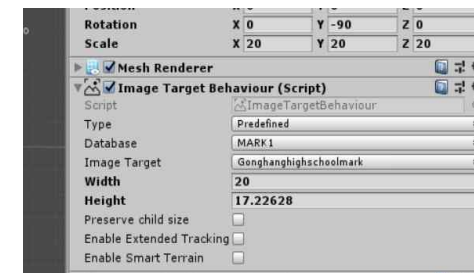 Rotation X 0 Y -90 Z 0
Scale X 20 Y 20 Z 20
Mesh Renderer
Image Target Behaviour (Script)
Script ImageTargetBehaviour
Type Predefined
Database MARK1
Image Target Gonghanghighschoolmark
Width 20
Height 17.22628
Preserve child size
Enable Extended Tracking
Enable Smart Terrain